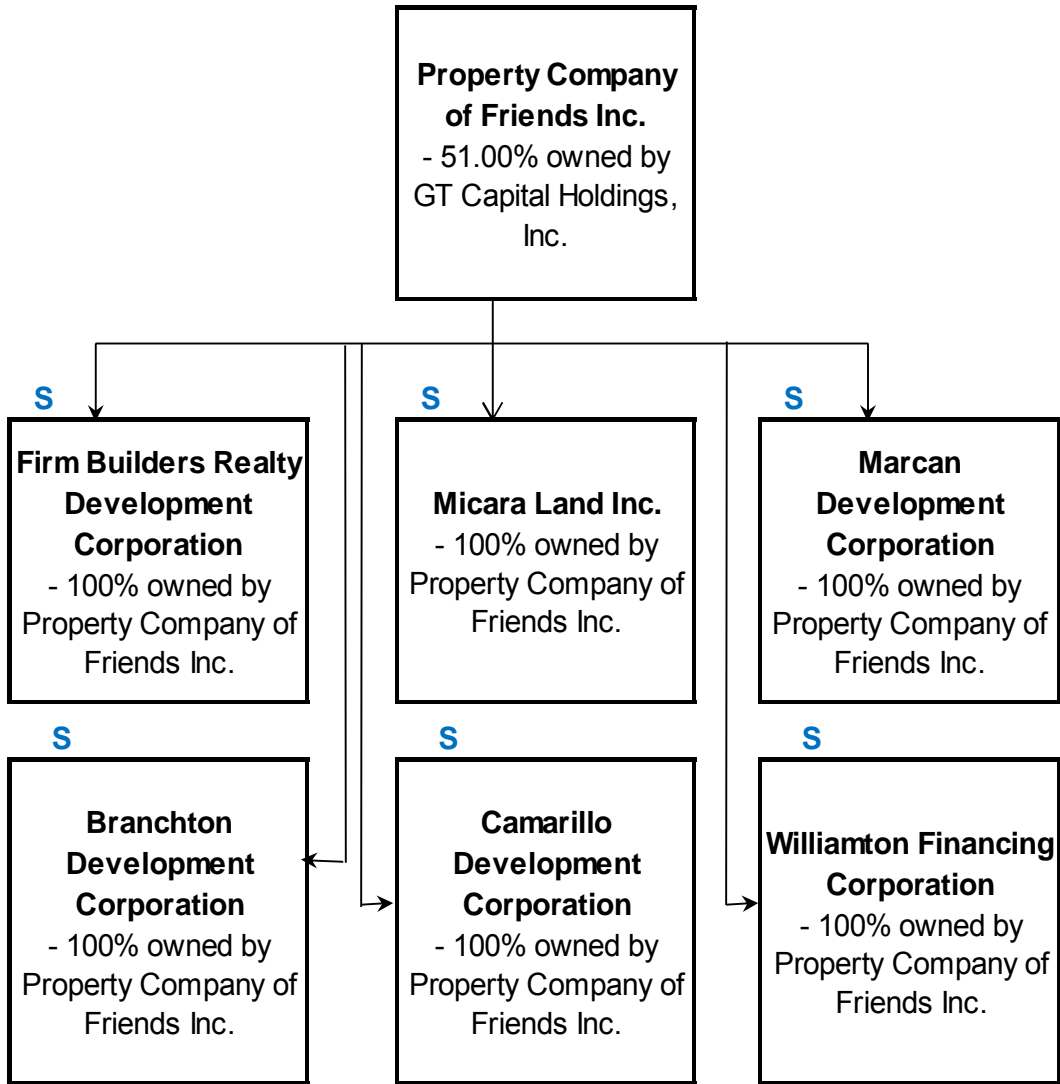 Property Company
of Friends Inc.
- 51.00% owned by
GT Capital Holdings,
Inc.
S
Firm Builders Realty
Development
Corporation
- 100% owned by
Property Company of
Friends Inc.
S
Micara Land Inc.
- 100% owned by
Property Company of
Friends Inc.
S
Marcan
Development
Corporation
- 100% owned by
Property Company of
Friends Inc.
S
Branchton
Development
Corporation
- 100% owned by
Property Company of
Friends Inc.
S
Camarillo
Development
Corporation
- 100% owned by
Property Company of
Friends Inc.
S
Williamton Financing
Corporation
- 100% owned by
Property Company of
Friends Inc.